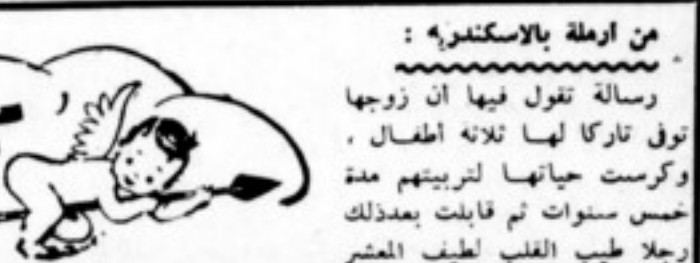 من أرملة بالاسكندرية :
رسالة تقول فيها أن زوجها
توفى تاركا لها ثلاثة أطفال ،
وكرست حياتها لتربيتهم مدة
خمس سنوات ثم قابلت بعدذلك
رجلا طيب القلب لطيف المعشر